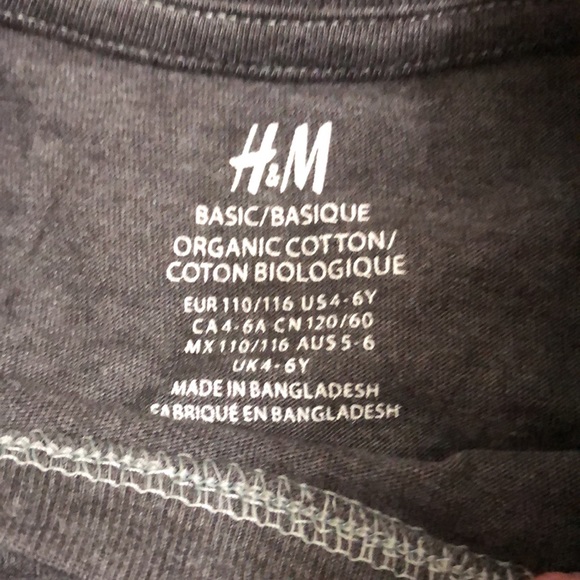 H&M
BASIC/BASIQUE
ORGANIC COTTON/
COTON BIOLOGIQUE
EUR 110/116 US 4-6Y
CA 4-6A CN 120/60
MX 110/116 AUS 5-6
UK 4-6Y
MADE IN BANGLADESH
FABRIQUÉ EN BANGLADESH